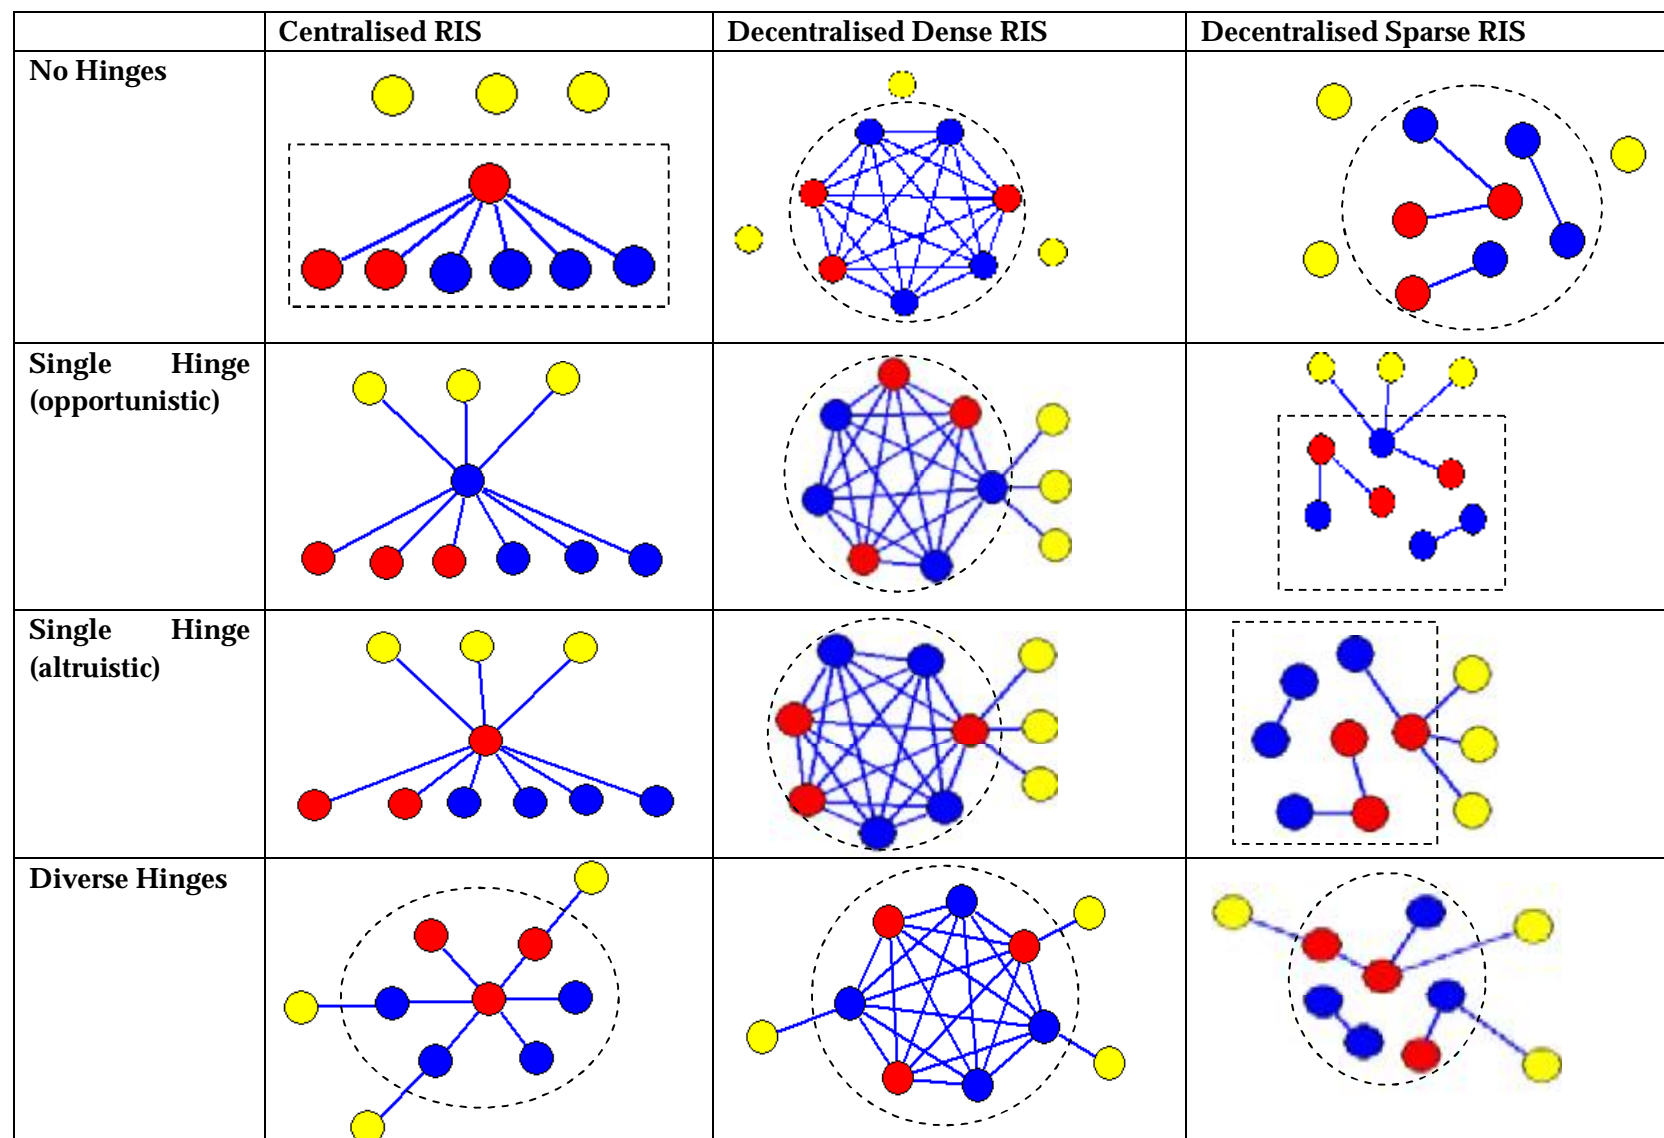 Centralised RIS
Decentralised Dense RIS
Decentralised Sparse RIS
No Hinges
Single Hinge
(opportunistic)
Single Hinge
(altruistic)
Diverse Hinges